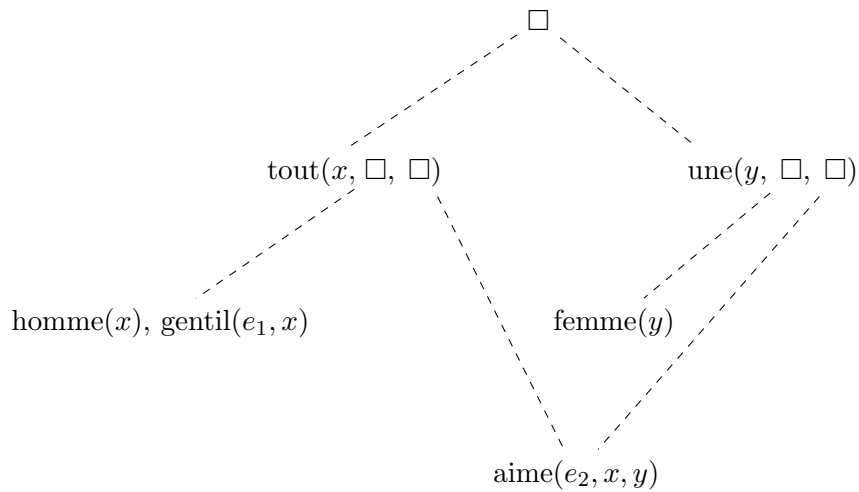 □
tout(x, □, □) une(y, □, □)
homme(x), gentil(e₁, x) femme(y)
aime(e₂, x, y)